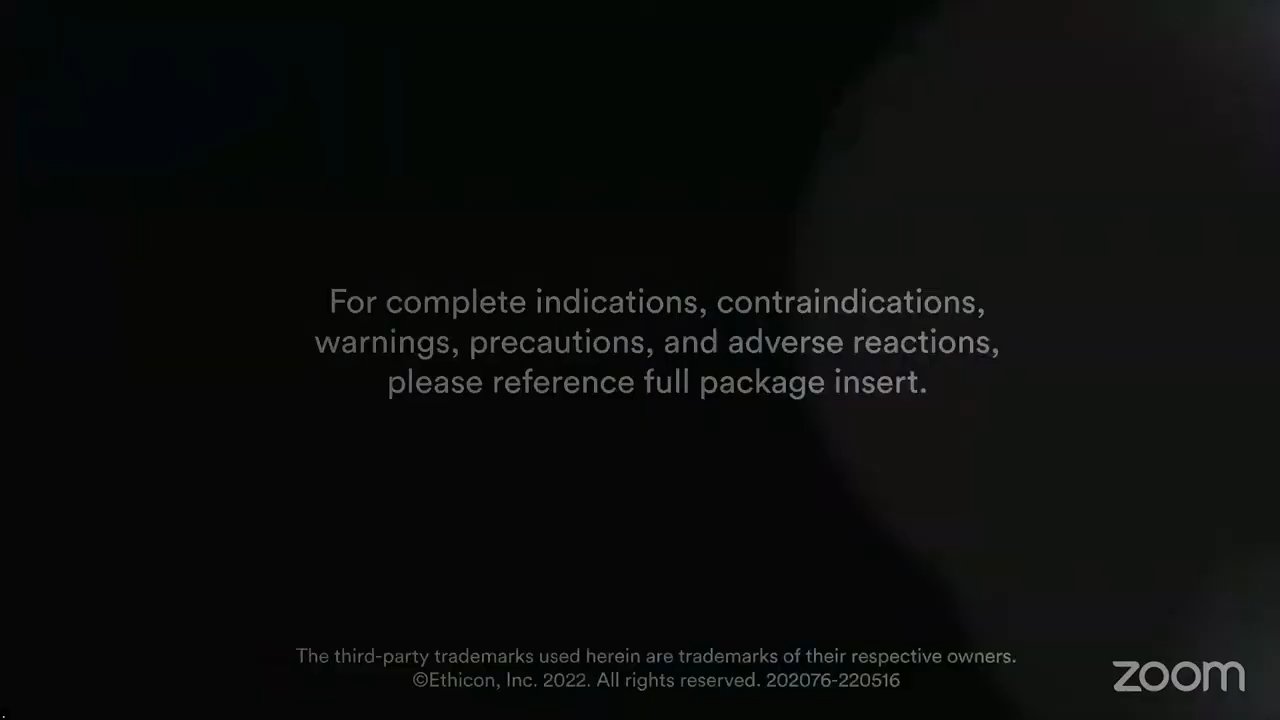 For complete indications, contraindications,
warnings, precautions, and adverse reactions,
please reference full package insert.
The third-party trademarks used herein are trademarks of their respective owners.
©Ethicon, Inc. 2022. All rights reserved. 202076-220516
zoom